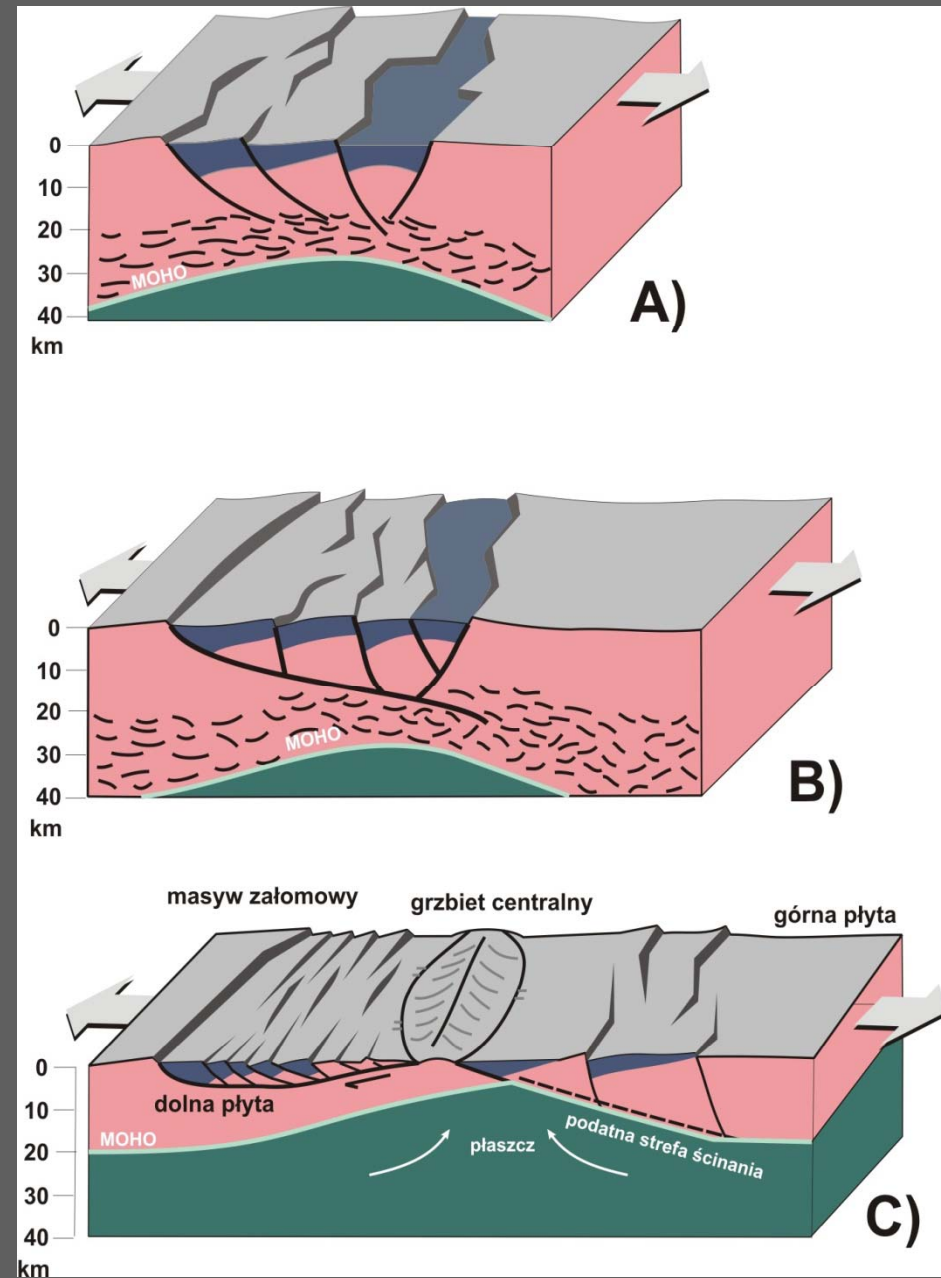 0
10
20
30
40
km
MOHO
A)
0
10
20
30
40
km
MOHO
B)
masyw załomowy
grzbiet centralny
górna płyta
0
10
20
30
40
km
dolna płyta
MOHO
płaszcz
podatna strefa ścinania
C)